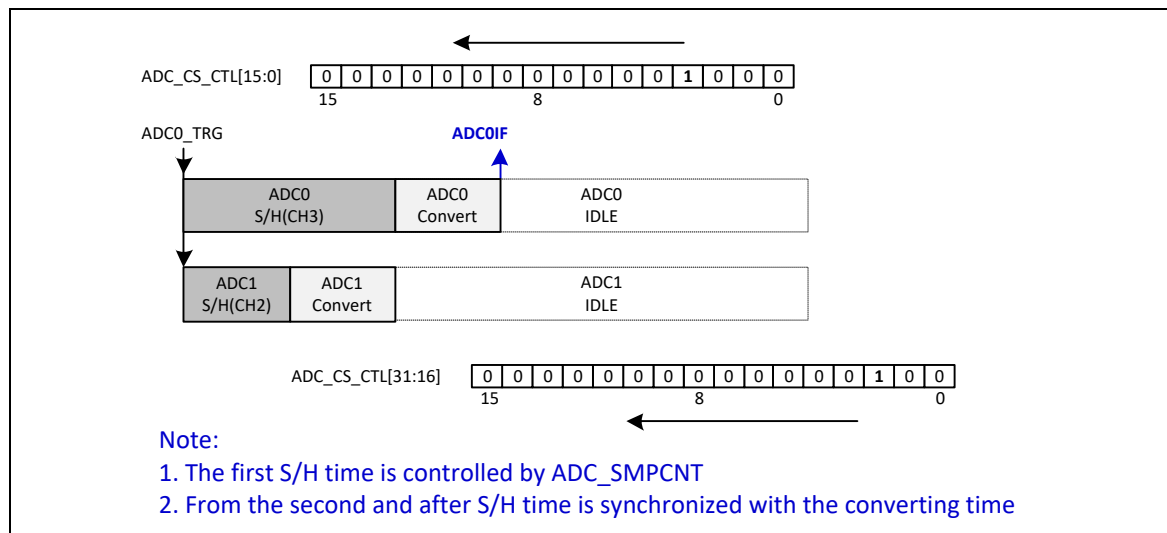 ADC_CS_CTL[15:0] 0 0 0 0 0 0 0 0 0 0 0 0 1 0 0 0
15 8 0
ADC0_TRG ADC0IF
ADC0 ADC0 ADC0
S/H(CH3) Convert IDLE
ADC1 ADC1 ADC1
S/H(CH2) Convert IDLE
ADC_CS_CTL[31:16] 0 0 0 0 0 0 0 0 0 0 0 0 0 1 0 0
15 8 0
Note:
1. The first S/H time is controlled by ADC_SMPCNT
2. From the second and after S/H time is synchronized with the converting time